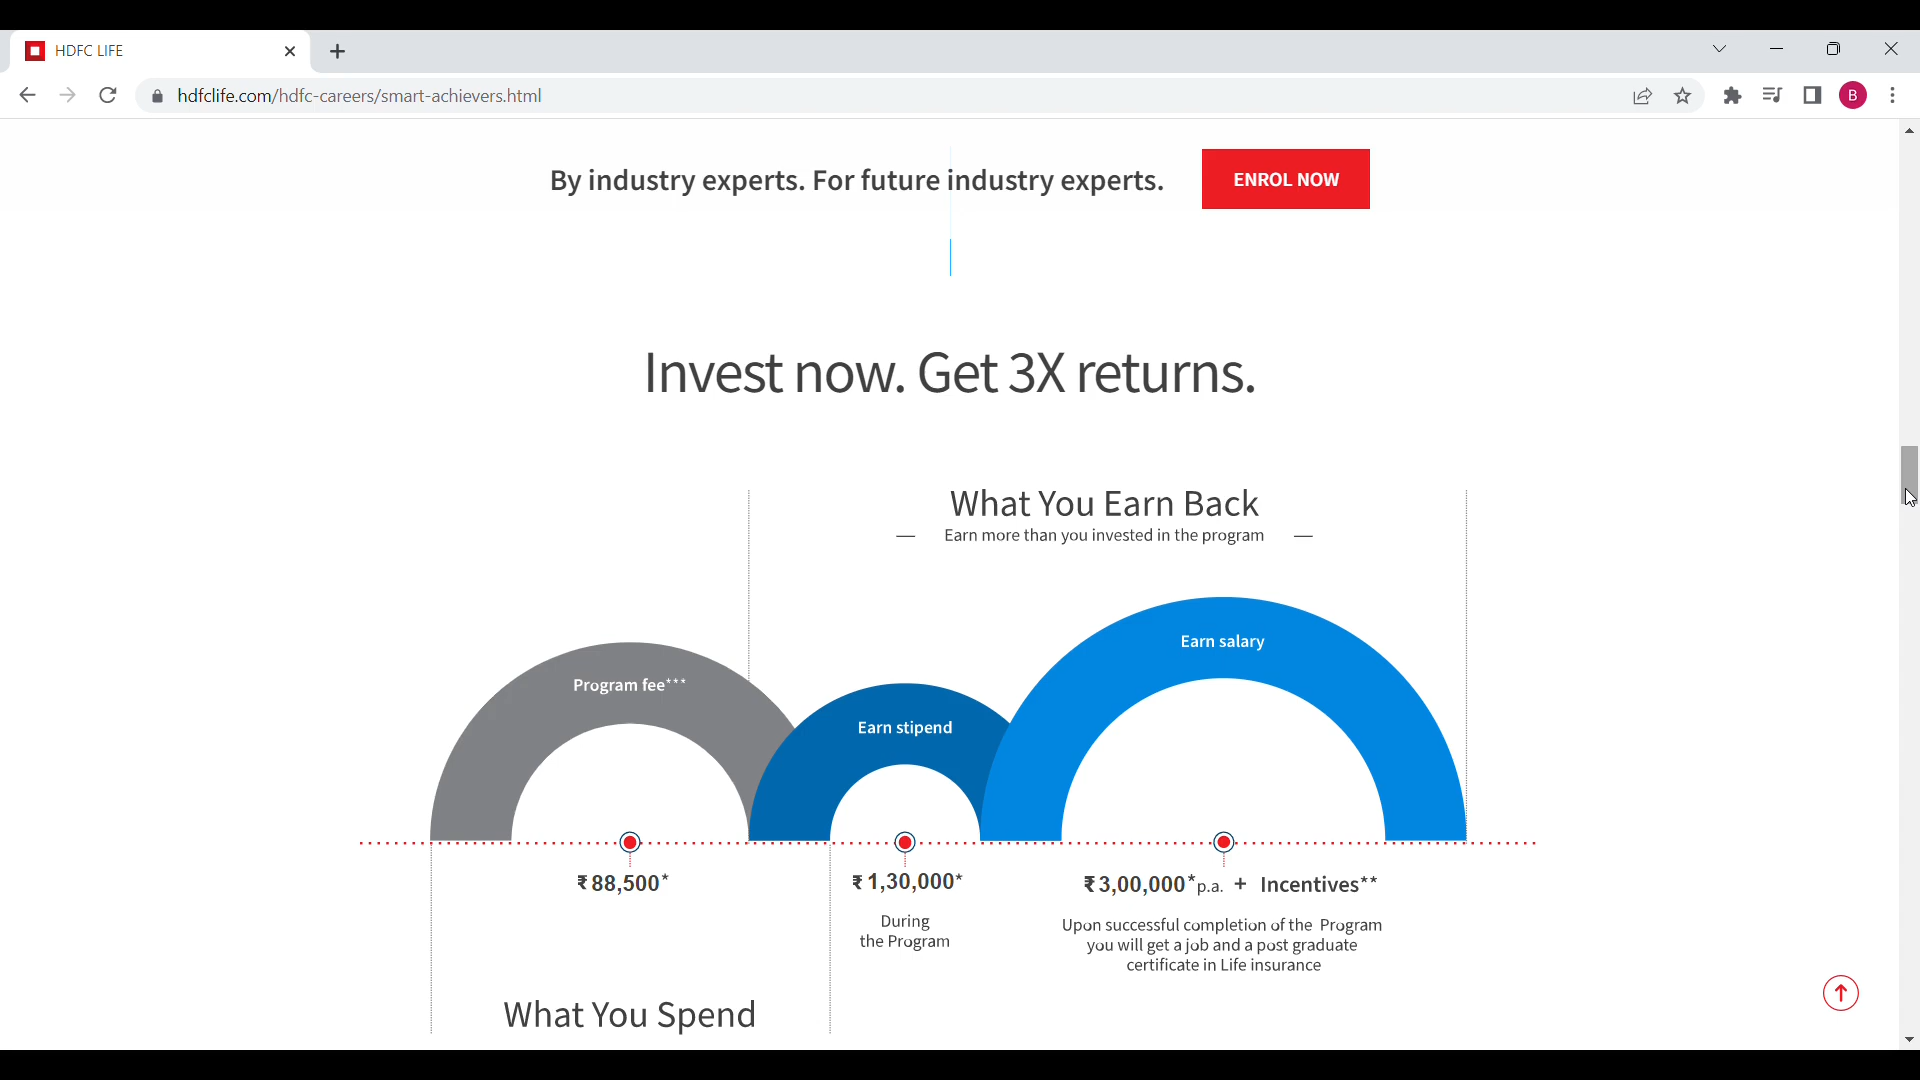 HDFC LIFE
hdfclife.com/hdfc-careers/smart-achievers.html
B
By industry experts. For future industry experts.
ENROL NOW
Invest now. Get 3X returns.
What You Earn Back
Earn more than you invested in the program
Earn salary
Program fee***
Earn stipend
₹ 88,500*
₹ 1,30,000*
₹ 3,00,000* p.a. + Incentives**
During
the Program
Upon successful completion of the Program
you will get a job and a post graduate
certificate in Life insurance
What You Spend